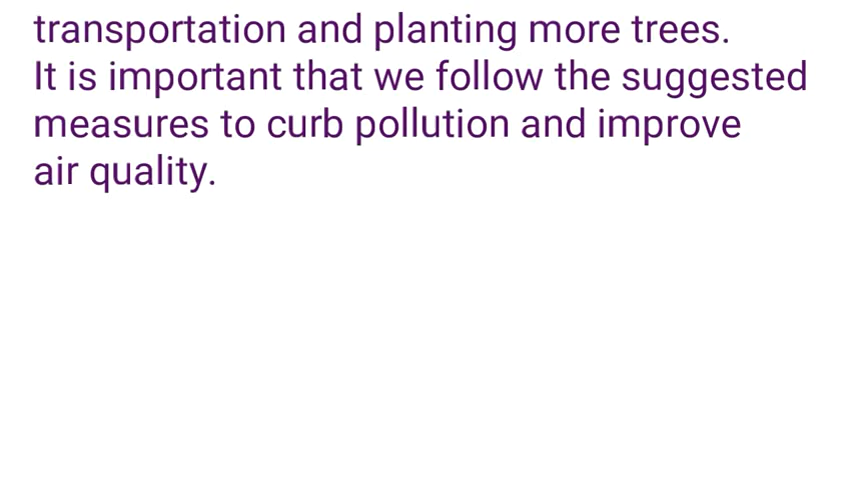 transportation and planting more trees.
It is important that we follow the suggested
measures to curb pollution and improve
air quality.